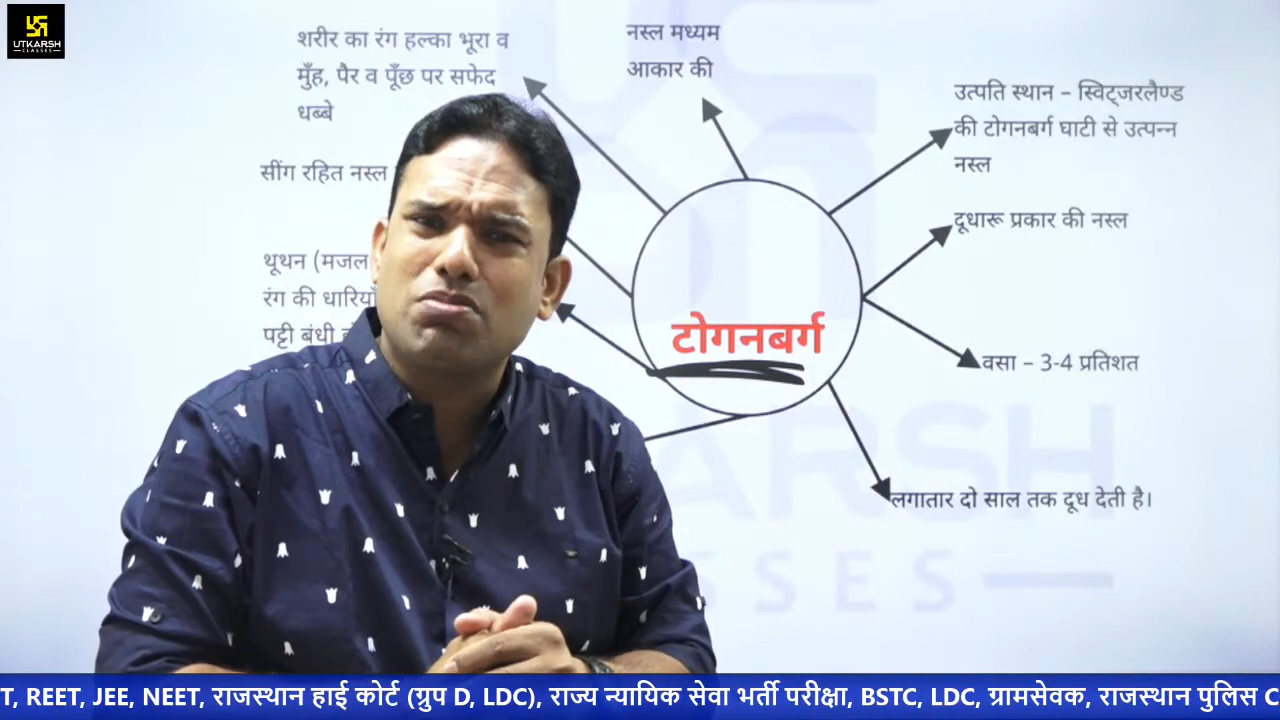 UTKARSH
CLASSES
शरीर का रंग हल्का भूरा व
मुँह, पैर व पूँछ पर सफेद
धब्बे
नस्ल मध्यम
आकार की
उत्पति स्थान – स्विट्जरलैण्ड
की टोगनबर्ग घाटी से उत्पन्न
नस्ल
सींग रहित नस्ल
दूधारू प्रकार की नस्ल
थूथन (मजल
रंग की धारियाँ
पट्टी बंधी
टोगनबर्ग
वसा – 3-4 प्रतिशत
लगातार दो साल तक दूध देती है।
T, REET, JEE, NEET, राजस्थान हाई कोर्ट (ग्रुप D, LDC), राज्य न्यायिक सेवा भर्ती परीक्षा, BSTC, LDC, ग्रामसेवक, राजस्थान पुलिस C